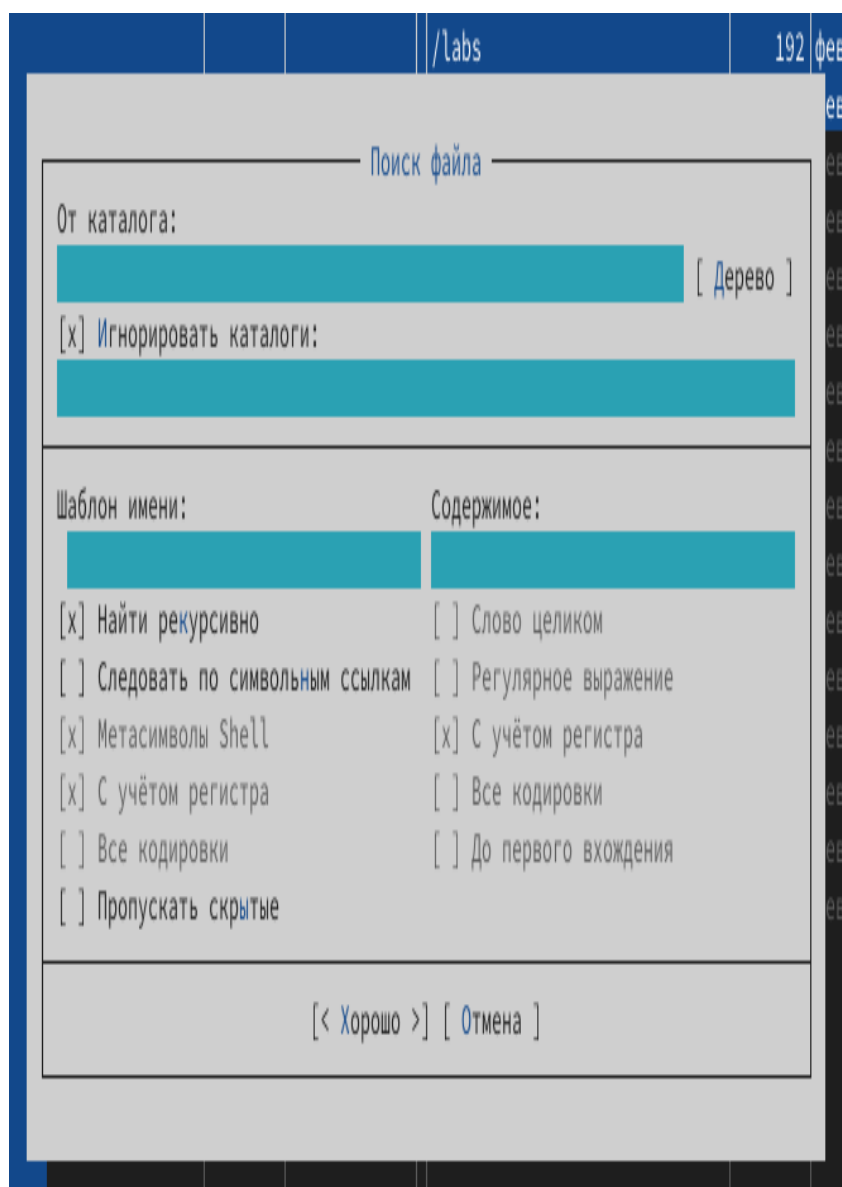 /labs 192 фев
Поиск файла
От каталога:
[ Дерево ]
[x] Игнорировать каталоги:
Шаблон имени: Содержимое:
[x] Найти рекурсивно [ ] Слово целиком
[ ] Следовать по символьным ссылкам [ ] Регулярное выражение
[x] Метасимволы Shell [x] С учётом регистра
[x] С учётом регистра [ ] Все кодировки
[ ] Все кодировки [ ] До первого вхождения
[ ] Пропускать скрытые
[< Хорошо >] [ Отмена ]